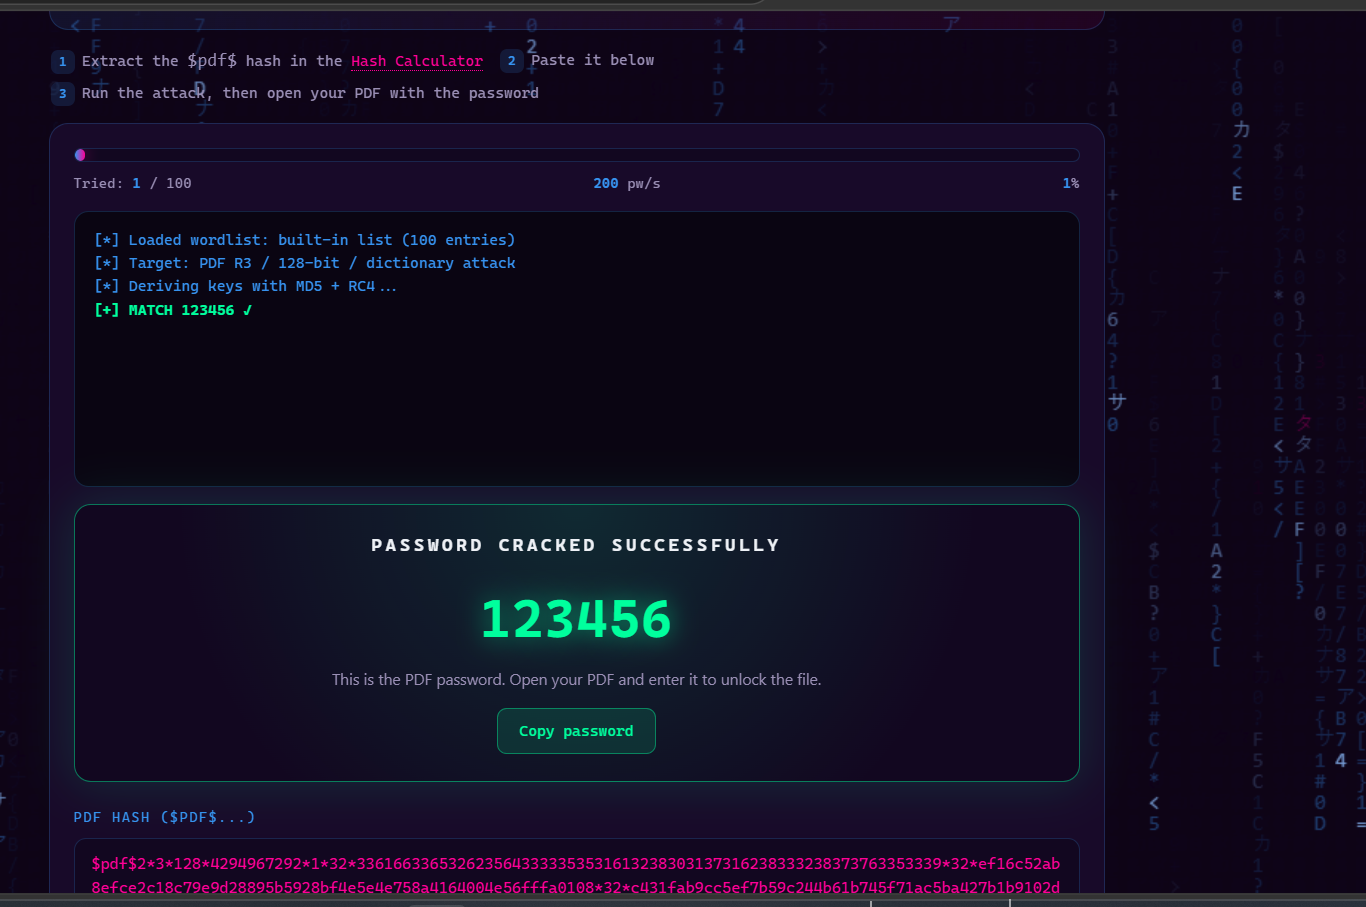 1 Extract the $pdf$ hash in the Hash Calculator 2 Paste it below
3 Run the attack, then open your PDF with the password
Tried: 1 / 100 200 pw/s 1%
[*] Loaded wordlist: built-in list (100 entries)
[*] Target: PDF R3 / 128-bit / dictionary attack
[*] Deriving keys with MD5 + RC4...
[+] MATCH 123456 ✓
PASSWORD CRACKED SUCCESSFULLY
123456
This is the PDF password. Open your PDF and enter it to unlock the file.
Copy password
PDF HASH ($PDF$...)
$pdf$2*3*128*4294967292*1*32*3361663365326235643333353531613238303137316238333238373763353339*32*ef16c52ab
8efce2c18c79e9d28895b5928bf4e5e4e758a4164004e56fffa0108*32*c431fab9cc5ef7b59c244b61b745f71ac5ba427b1b9102d